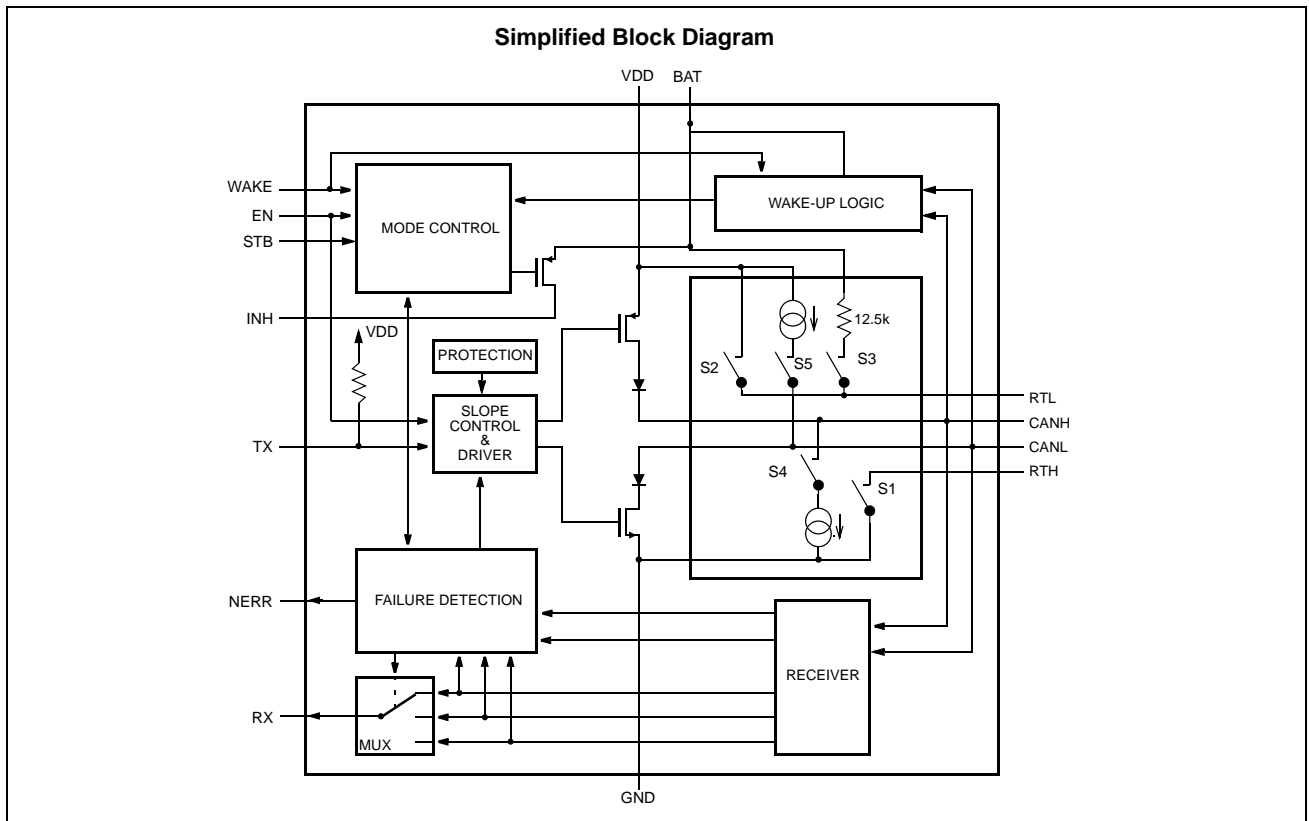 Simplified Block Diagram
VDD BAT
WAKE
EN
STB
MODE CONTROL
WAKE-UP LOGIC
INH
VDD
12.5k
PROTECTION
S2
S5
S3
RTL
SLOPE
CONTROL
&
DRIVER
CANH
TX
CANL
S4
RTH
S1
NERR
FAILURE DETECTION
RECEIVER
RX
MUX
GND